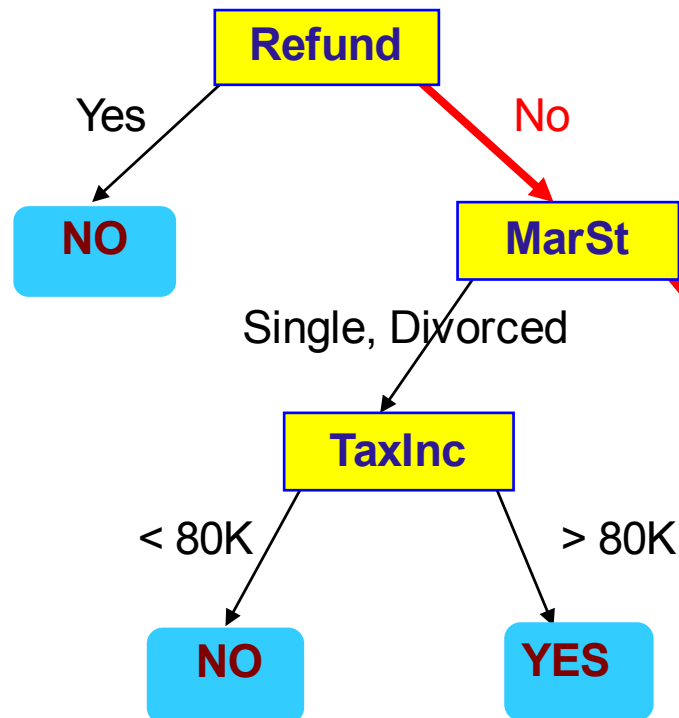 Refund
Yes
No
NO
MarSt
Single, Divorced
TaxInc
< 80K
> 80K
NO
YES